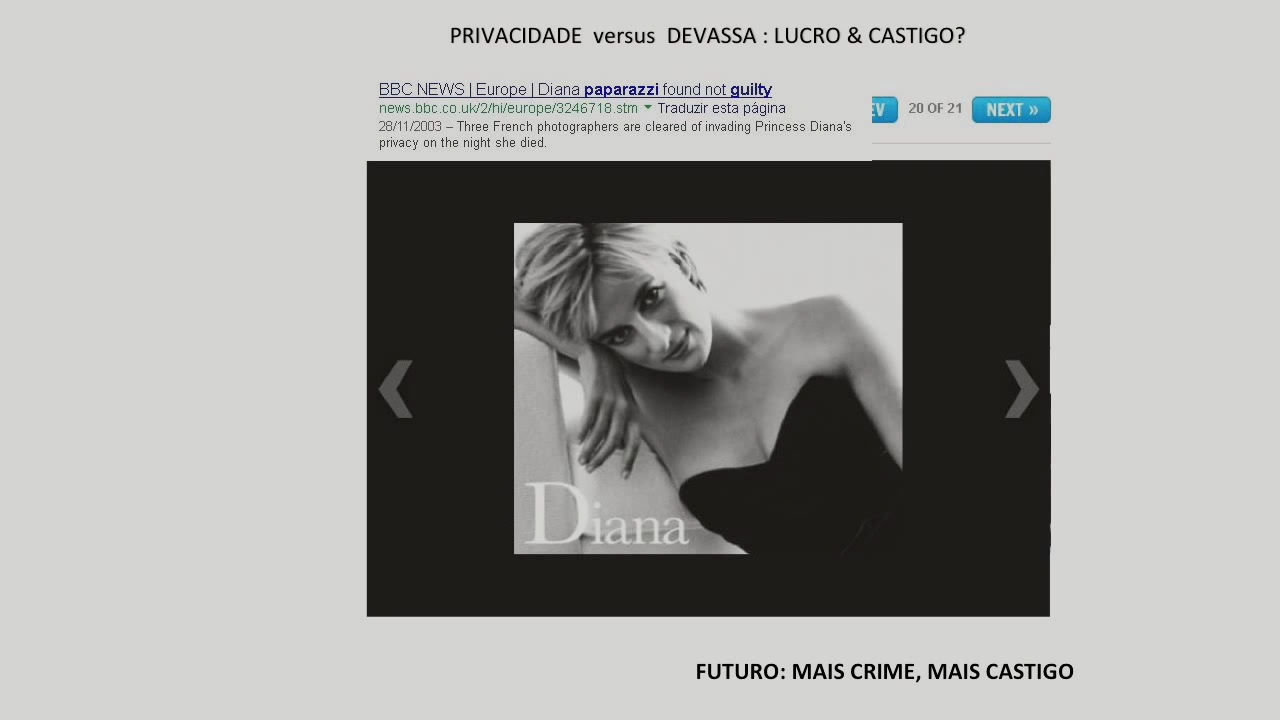 PRIVACIDADE versus DEVASSA : LUCRO & CASTIGO?
BBC NEWS | Europe | Diana paparazzi found not guilty
news.bbc.co.uk/2/hi/europe/3246718.stm Traduzir esta página
28/11/2003 – Three French photographers are cleared of invading Princess Diana's
privacy on the night she died.
EV 20 OF 21 NEXT »
Diana
FUTURO: MAIS CRIME, MAIS CASTIGO